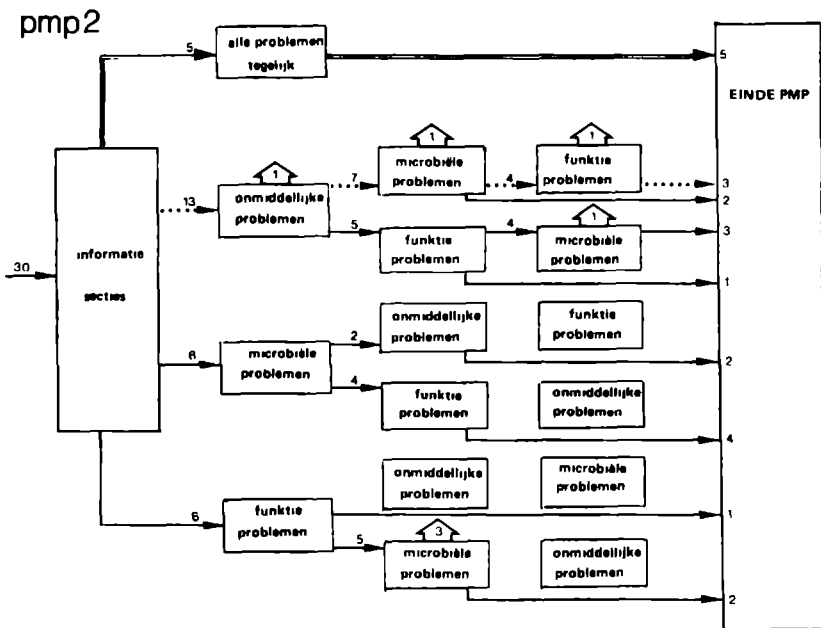 pmp2
5
alle problemen
tegelijk
5
EINDE PMP
1
1
1
13
onmiddellijke
problemen
7
microbiële
problemen
4
funktie
problemen
3
2
5
funktie
problemen
4
1
microbiële
problemen
3
1
30
informatie
secties
6
microbiële
problemen
2
onmiddellijke
problemen
funktie
problemen
2
4
funktie
problemen
onmiddellijke
problemen
4
onmiddellijke
problemen
microbiële
problemen
6
funktie
problemen
1
5
3
microbiële
problemen
onmiddellijke
problemen
2